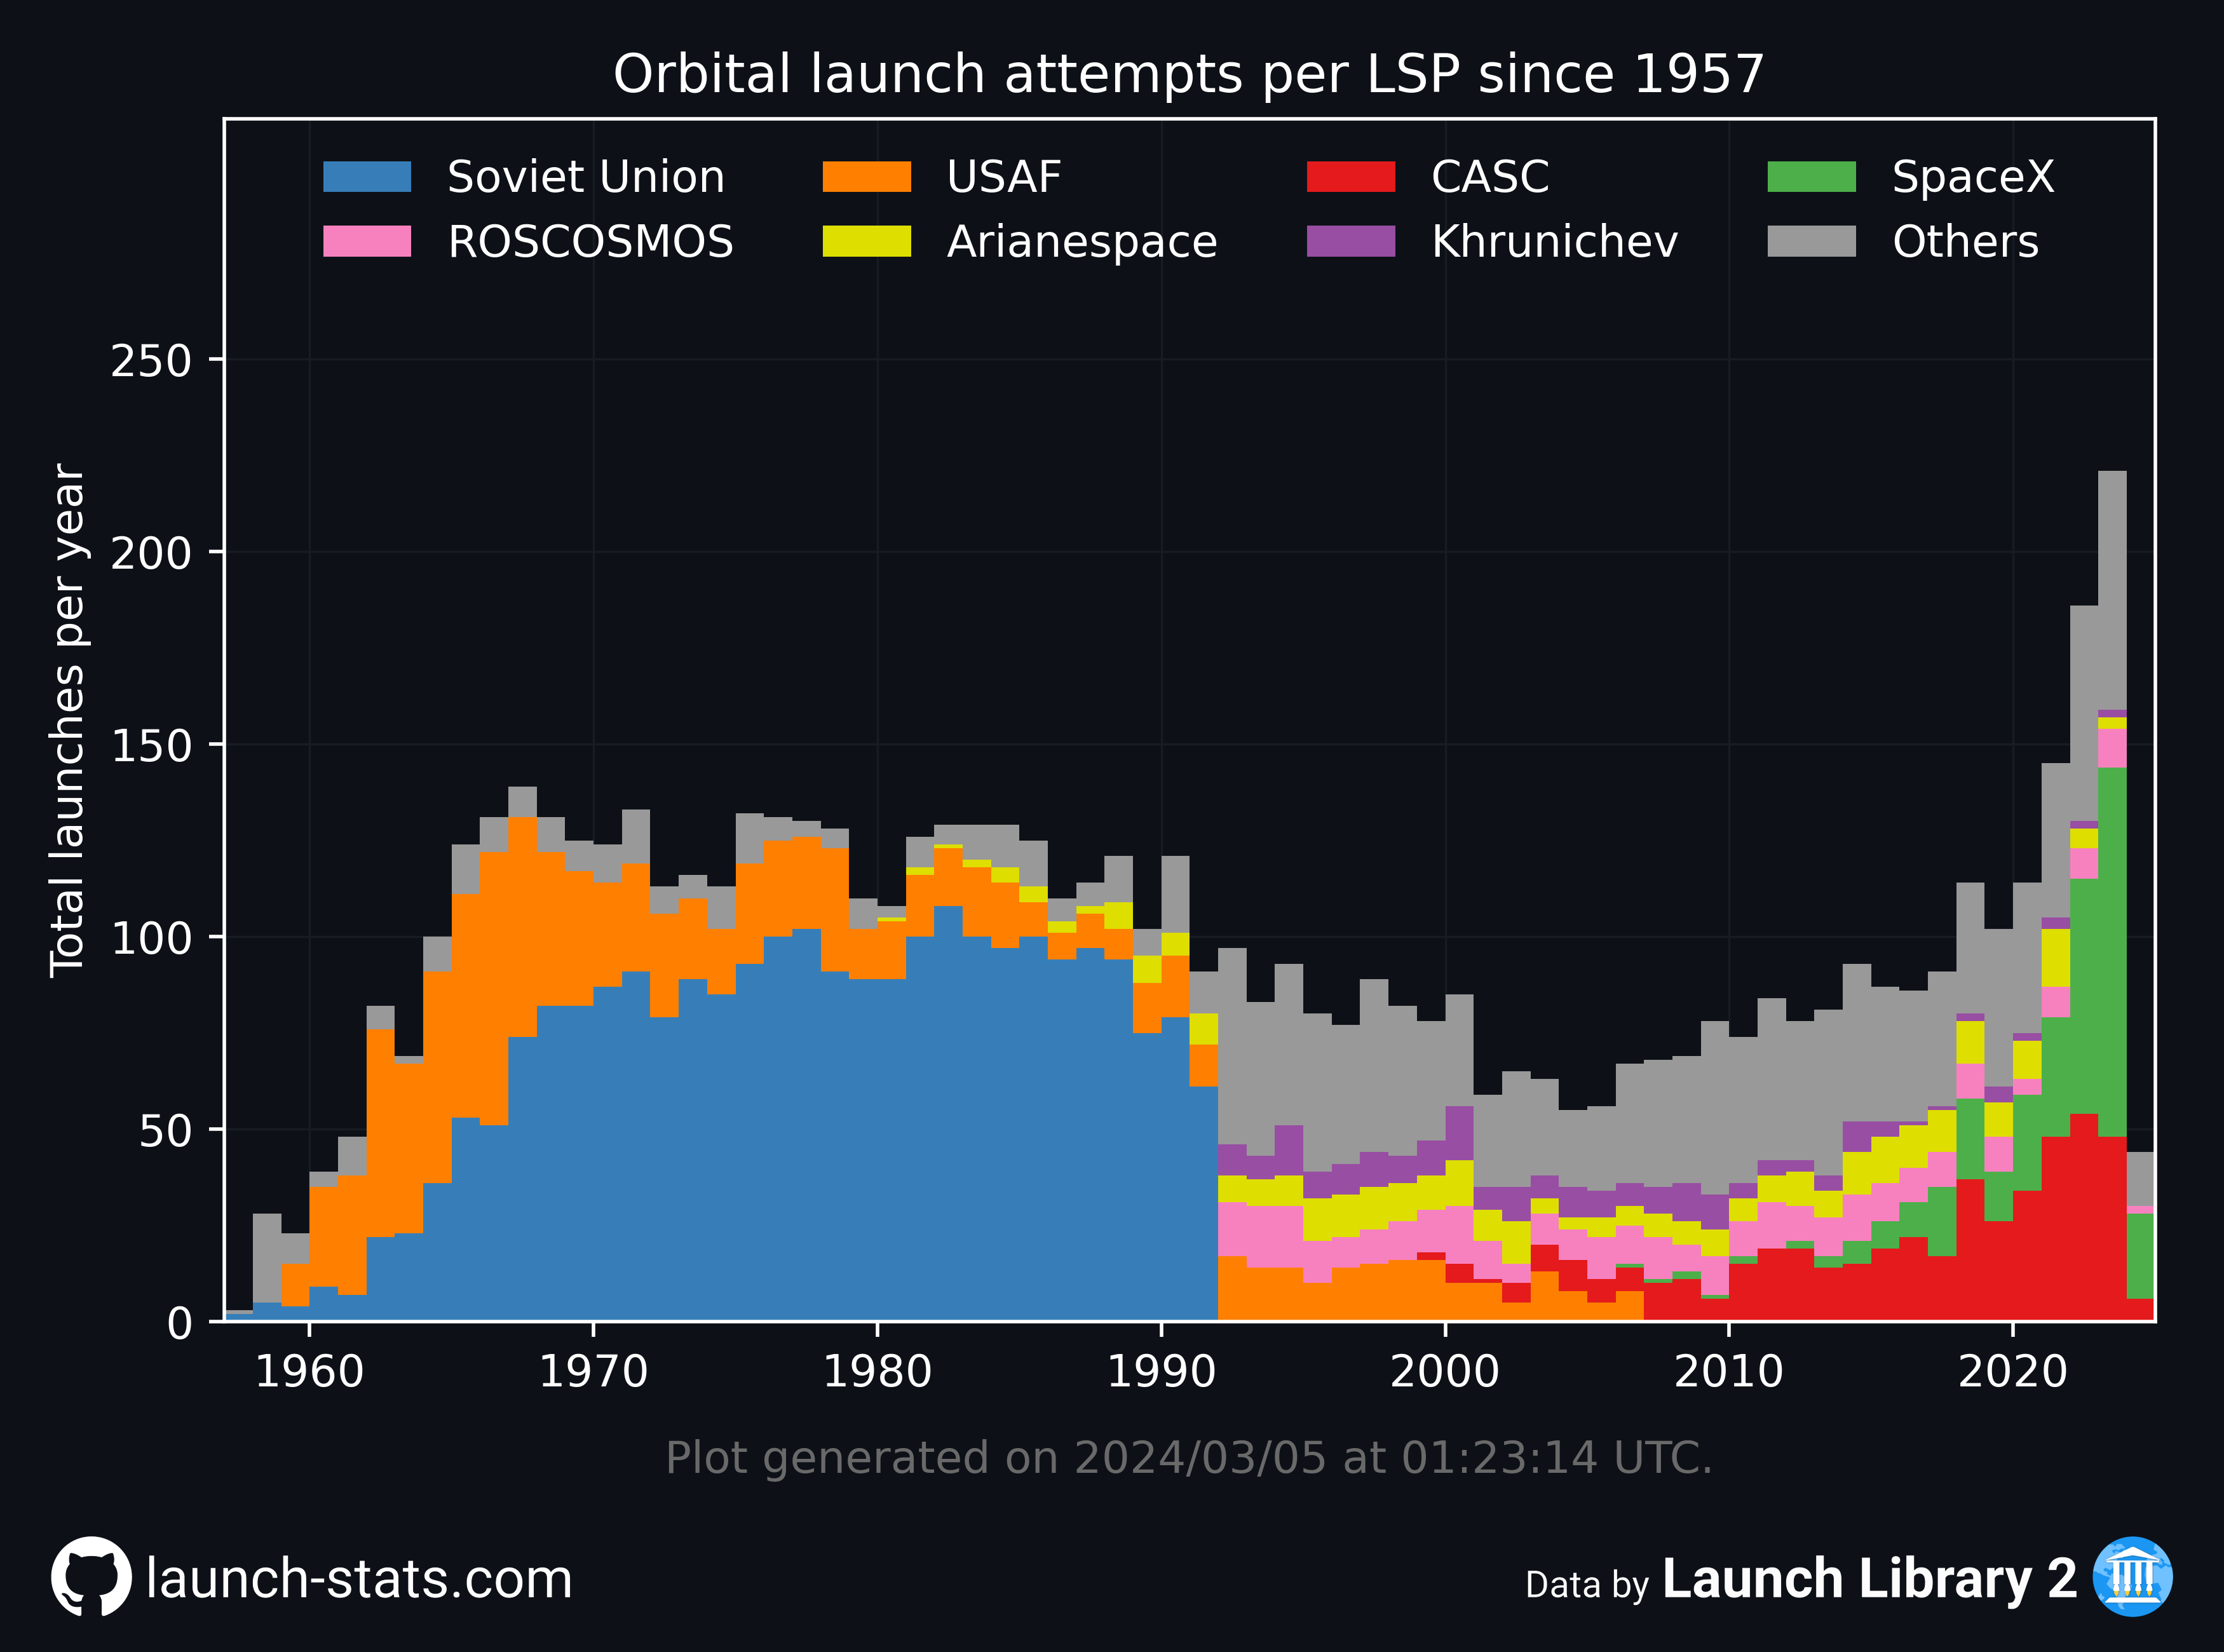 Orbital launch attempts per LSP since 1957
Soviet Union
USAF
CASC
SpaceX
ROSCOSMOS
Arianespace
Khrunichev
Others
Total launches per year
250
200
150
100
50
0
1960
1970
1980
1990
2000
2010
2020
Plot generated on 2024/03/05 at 01:23:14 UTC.
launch-stats.com
Data by Launch Library 2